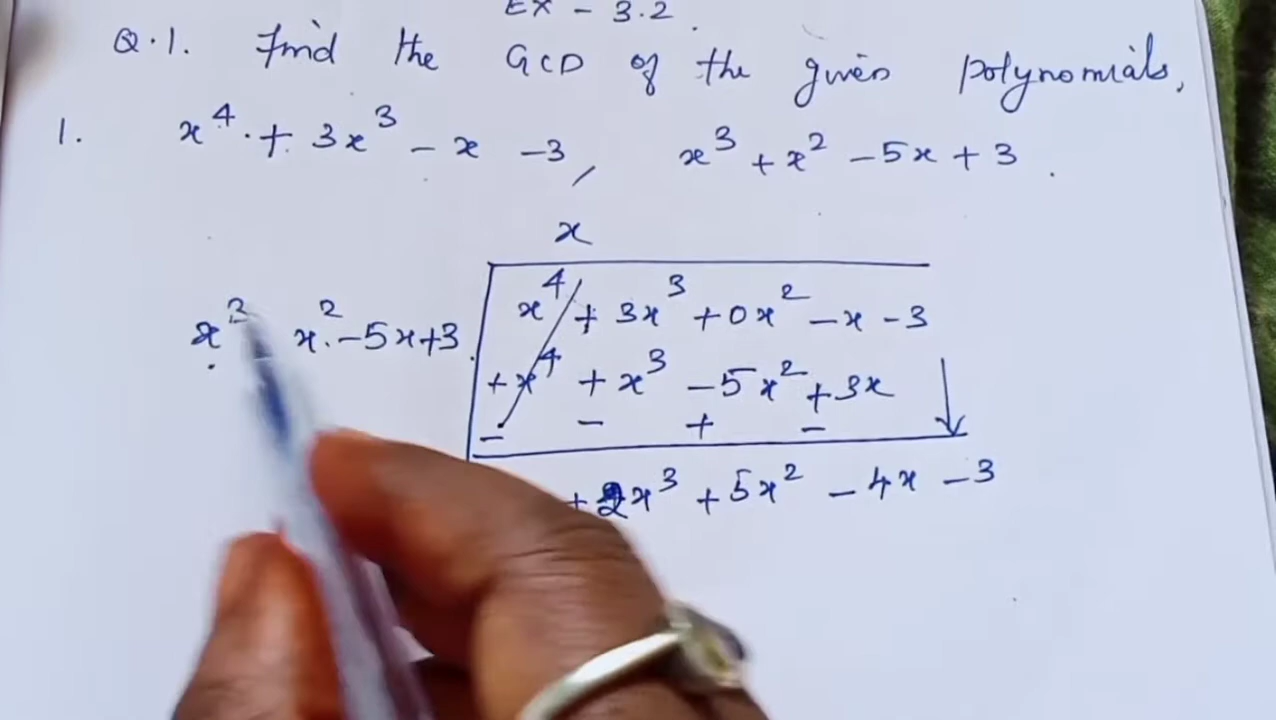 Ex - 3.2.
Q.1. Find the GCD of the given polynomials.
1. x⁴ + 3x³ - x - 3, x³ + x² - 5x + 3.
x
x³ x² - 5x + 3 x⁴ + 3x³ + 0x² - x - 3
+x⁴ + x³ - 5x² + 3x
- - + -
+ 2x³ + 5x² - 4x - 3